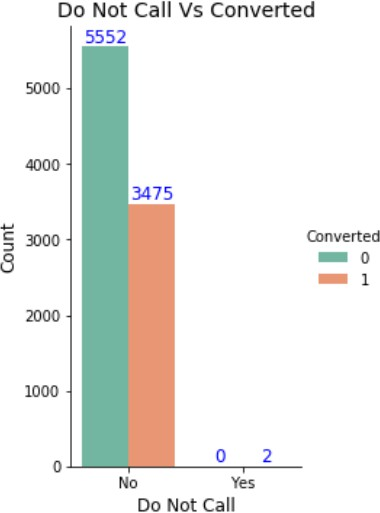 Do Not Call Vs Converted
5552
5000
4000
3475
3000
2000
1000
0
0 2
No Yes
Do Not Call
Count
Converted
0
1